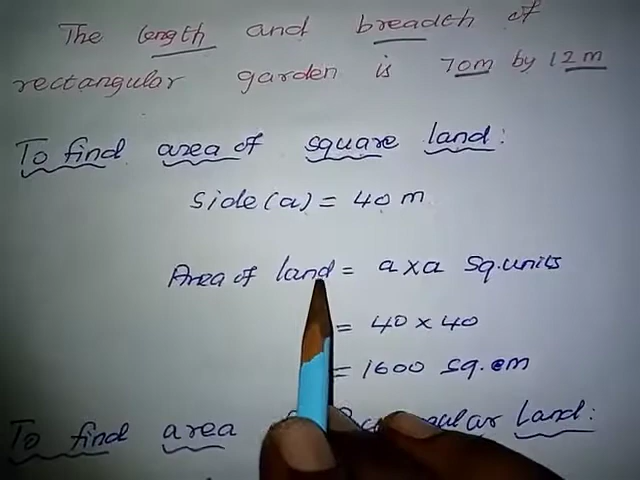 The length and breadth of
rectangular garden is 70m by 12m
To find area of square land:
side(a) = 40 m
Area of land = a x a Sq.units
= 40 x 40
= 1600 sq.cm
To find area Land: